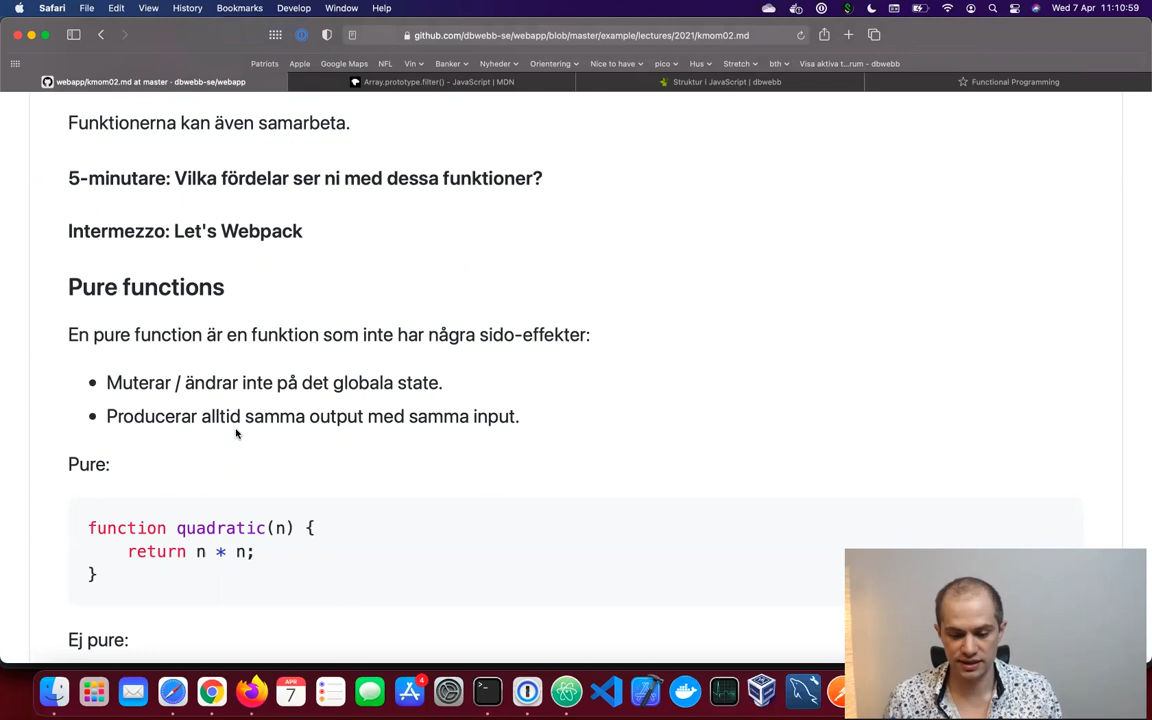 Safari File Edit View History Bookmarks Develop Window Help Wed 7 Apr 11:10:59
github.com/dbwebb-se/webapp/blob/master/example/lectures/2021/kmom02.md
Patriots Apple Google Maps NFL Vin Banker Nyheder Orientering Nice to have pico Hus Stretch bth Visa aktiva t...rum - dbwebb
webapp/kmom02.md at master · dbwebb-se/webapp Array.prototype.filter() - JavaScript | MDN Struktur i JavaScript | dbwebb Functional Programming
Funktionerna kan även samarbeta.
5-minutare: Vilka fördelar ser ni med dessa funktioner?
Intermezzo: Let's Webpack
Pure functions
En pure function är en funktion som inte har några sido-effekter:
• Muterar / ändrar inte på det globala state.
• Producerar alltid samma output med samma input.
Pure:
function quadratic(n) {
return n * n;
}
Ej pure:
4
APR
7